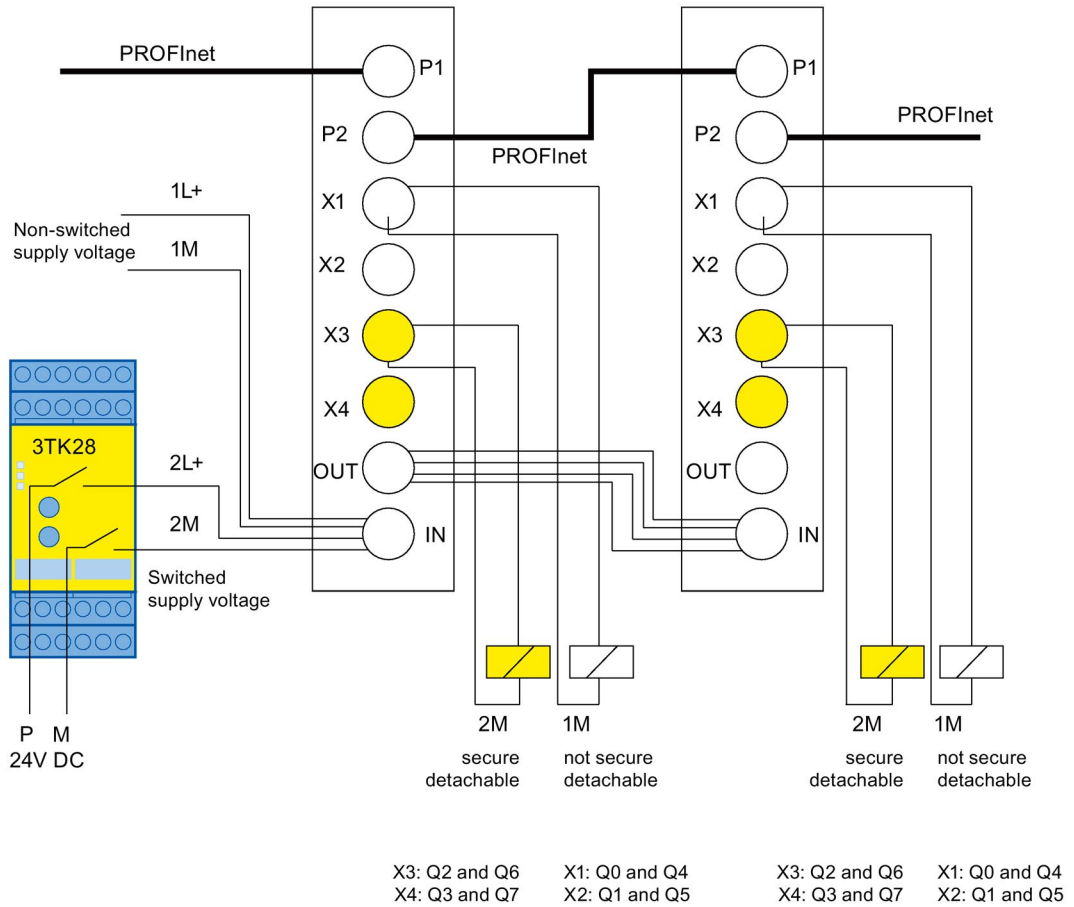 PROFInet
P1
P2
PROFInet
X1
X2
X3
X4
OUT
IN
P1
P2
PROFInet
X1
X2
X3
X4
OUT
IN
1L+
Non-switched
supply voltage
1M
3TK28
2L+
2M
Switched
supply voltage
P M
24V DC
2M
secure
detachable
1M
not secure
detachable
2M
secure
detachable
1M
not secure
detachable
X3: Q2 and Q6
X4: Q3 and Q7
X1: Q0 and Q4
X2: Q1 and Q5
X3: Q2 and Q6
X4: Q3 and Q7
X1: Q0 and Q4
X2: Q1 and Q5